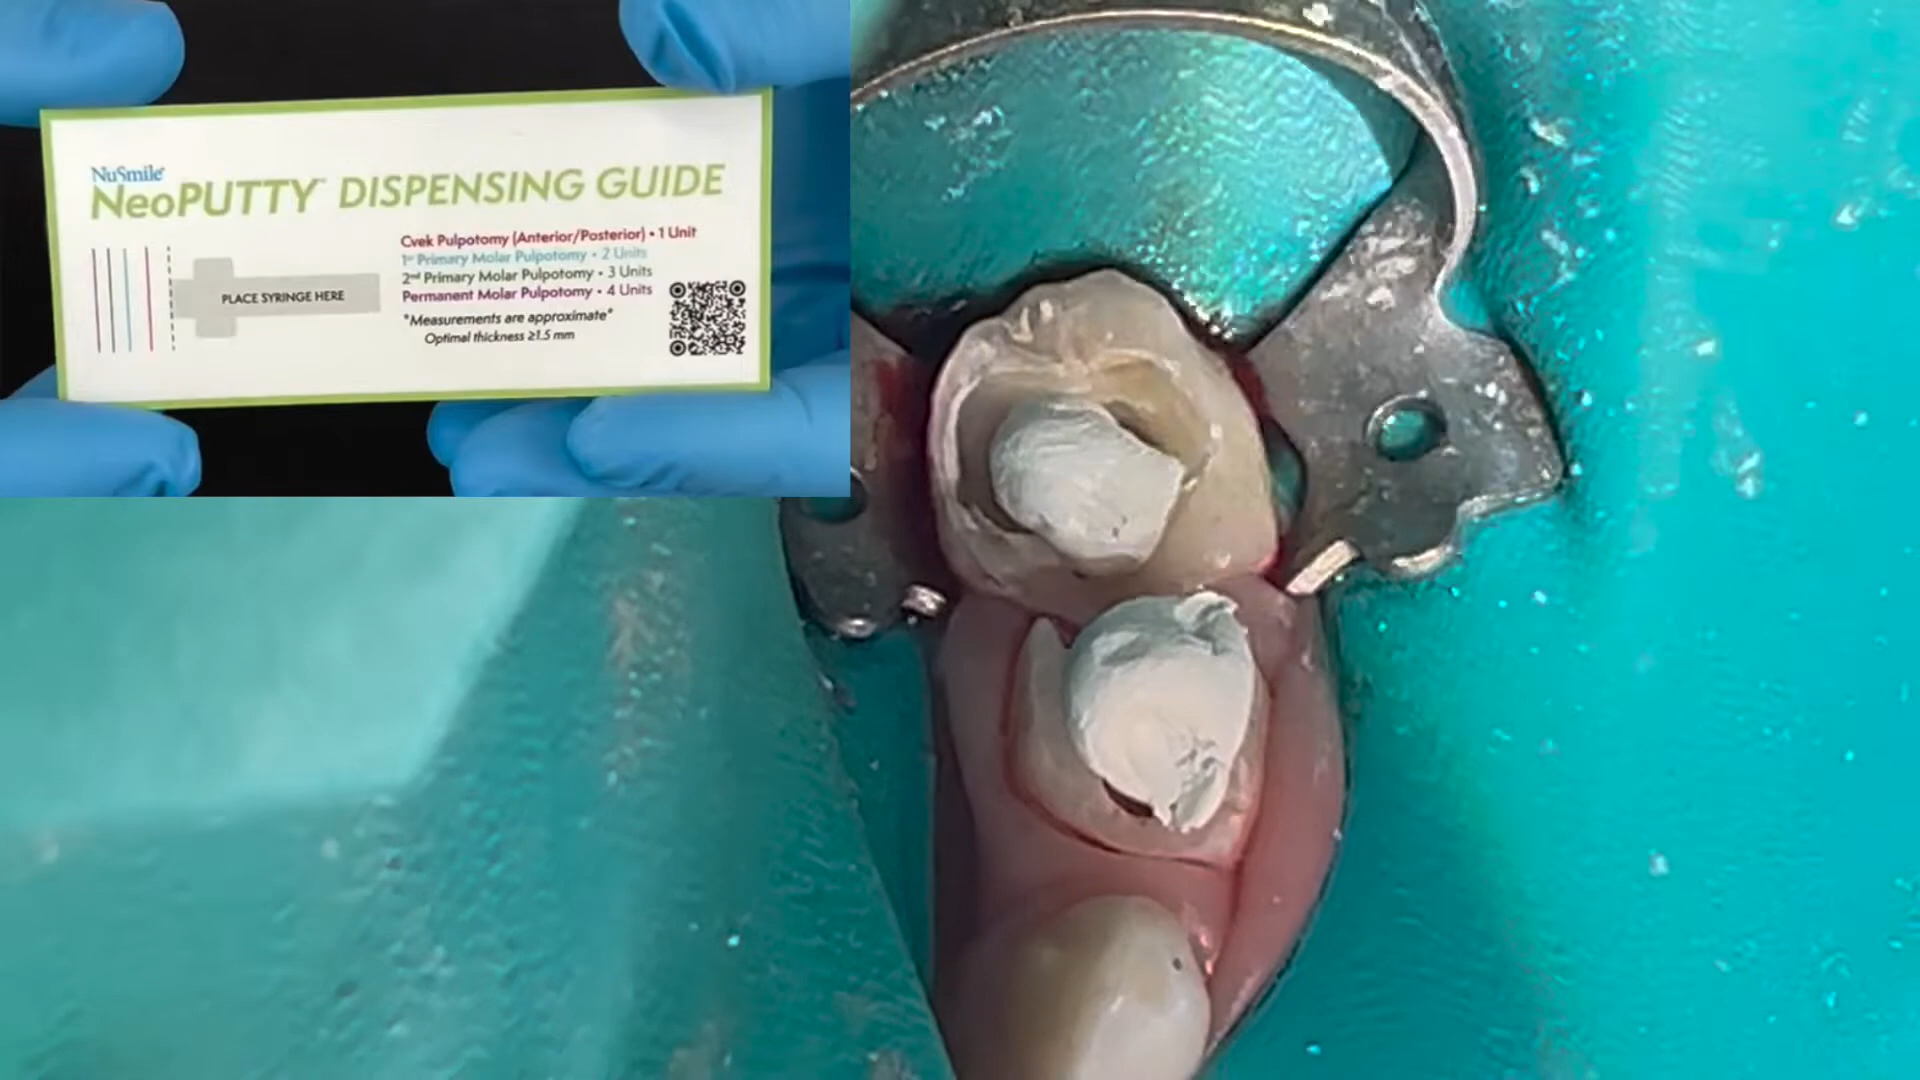 NuSmile®
NeoPUTTY™ DISPENSING GUIDE
Cvek Pulpotomy (Anterior/Posterior) • 1 Unit
1st Primary Molar Pulpotomy • 2 Units
2nd Primary Molar Pulpotomy • 3 Units
Permanent Molar Pulpotomy • 4 Units
PLACE SYRINGE HERE
*Measurements are approximate*
Optimal thickness ≥1.5 mm